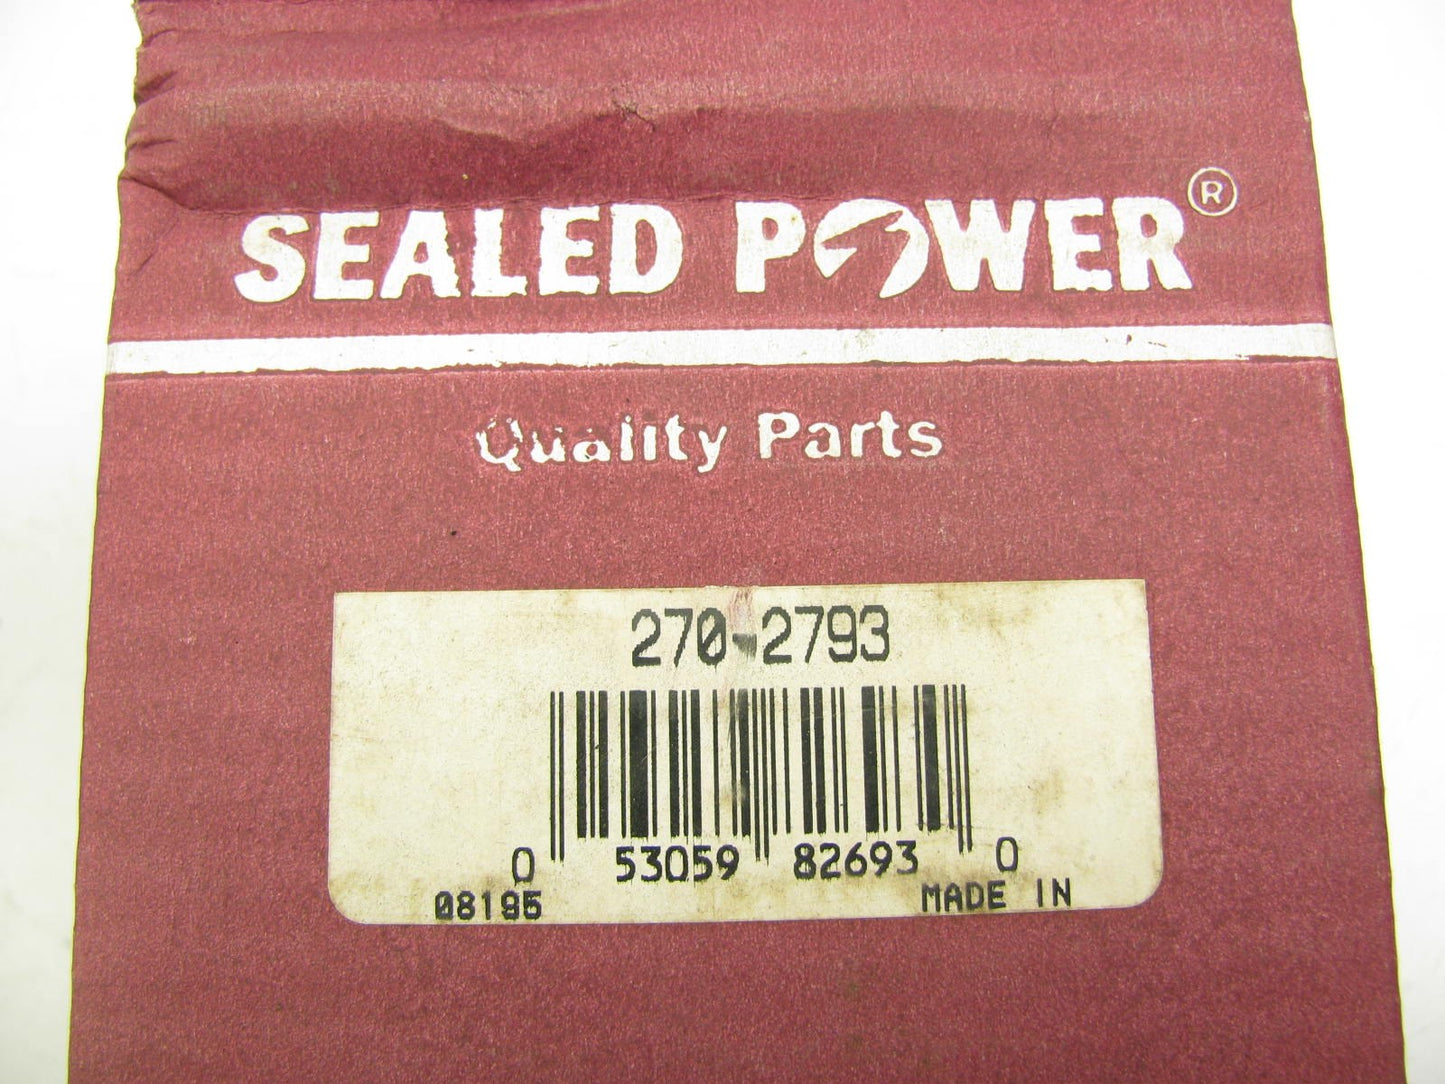 SEALED POWER®
Quality Parts
270-2793
0 53059 82693 0
08195 MADE IN